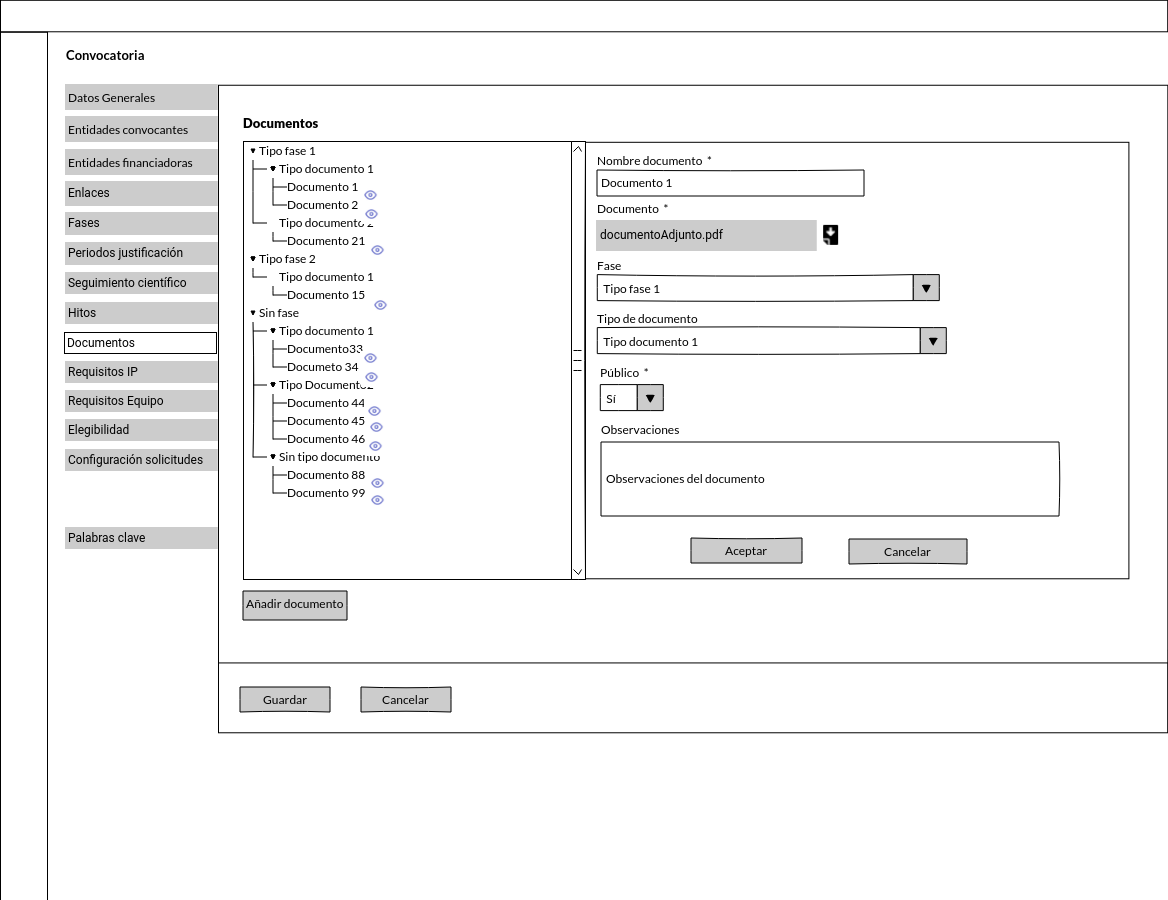 Convocatoria
Datos Generales
Entidades convocantes
Entidades financiadoras
Enlaces
Fases
Periodos justificación
Seguimiento científico
Hitos
Documentos
Requisitos IP
Requisitos Equipo
Elegibilidad
Configuración solicitudes
Palabras clave
Documentos
Tipo fase 1
Tipo documento 1
Documento 1
Documento 2
Tipo documento 2
Documento 21
Tipo fase 2
Tipo documento 1
Documento 15
Sin fase
Tipo documento 1
Documento33
Documeto 34
Tipo Documento2
Documento 44
Documento 45
Documento 46
Sin tipo documento
Documento 88
Documento 99
Añadir documento
Nombre documento *
Documento 1
Documento *
documentoAdjunto.pdf
Fase
Tipo fase 1
Tipo de documento
Tipo documento 1
Público *
Sí
Observaciones
Observaciones del documento
Aceptar
Cancelar
Guardar
Cancelar